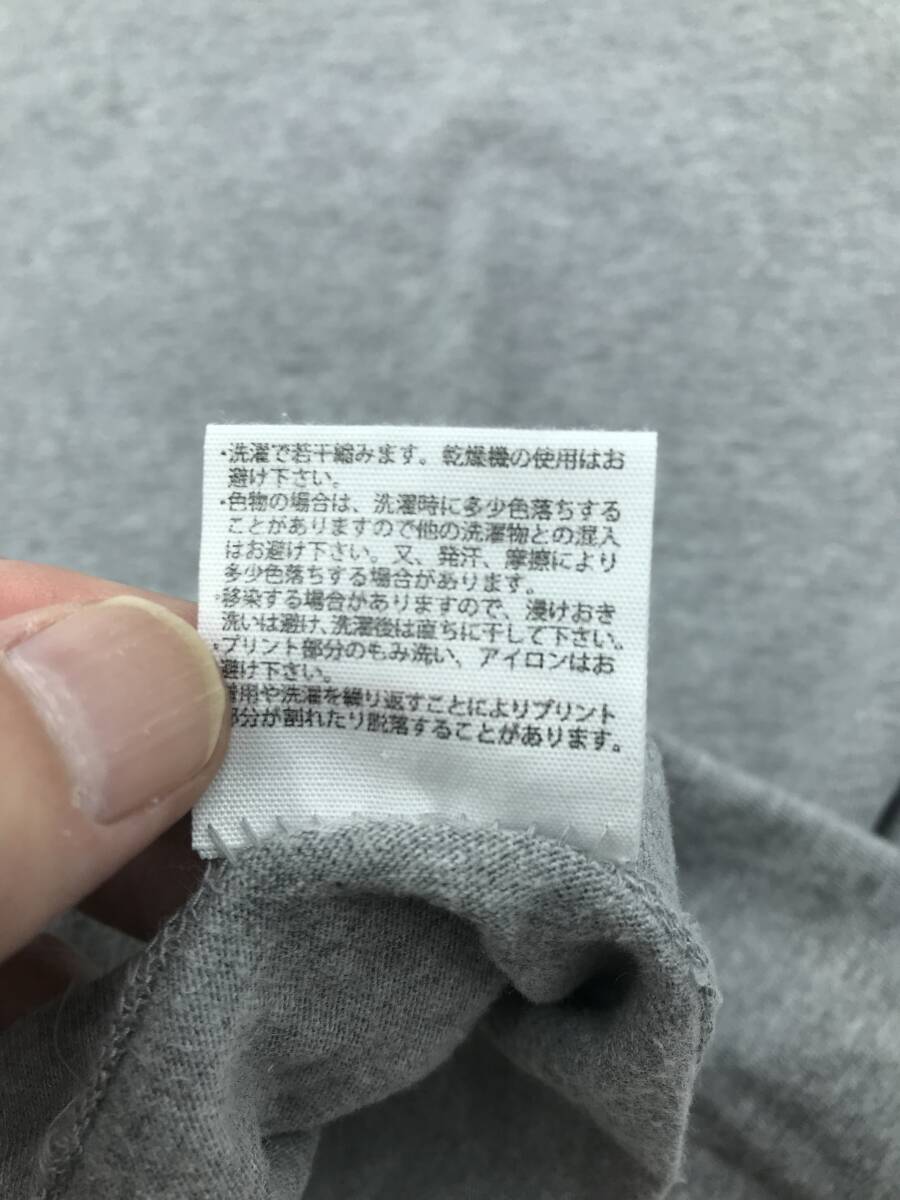 ・洗濯で若干縮みます。乾燥機の使用はお
避け下さい。
・色物の場合は、洗濯時に多少色落ちする
ことがありますので他の洗濯物との混入
はお避け下さい。又、発汗、摩擦により
多少色落ちする場合があります。
・移染する場合がありますので、浸けおき
洗いは避け、洗濯後は直ちに干して下さい。
・プリント部分のもみ洗い、アイロンはお
避け下さい。
着用や洗濯を繰り返すことによりプリント
部分が割れたり脱落することがあります。